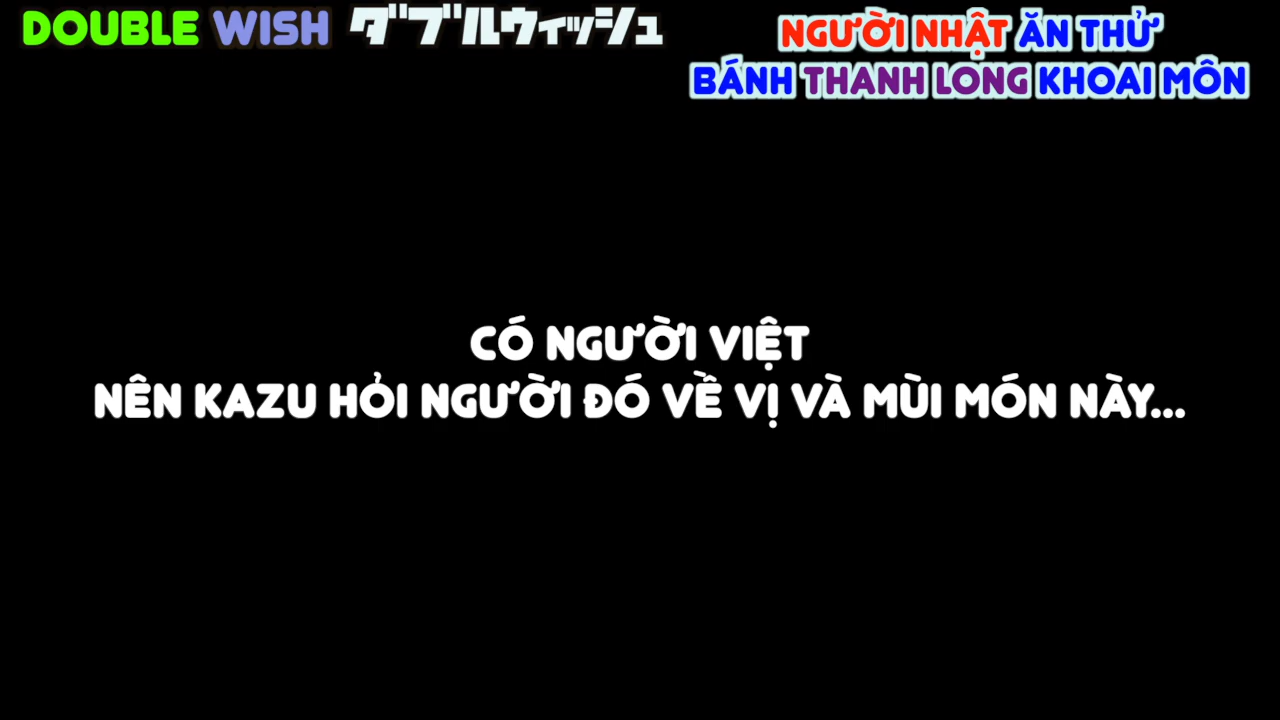 DOUBLE WISH ダブルウィッシュ
NGƯỜI NHẬT ĂN THỬ
BÁNH THANH LONG KHOAI MÔN
CÓ NGƯỜI VIỆT
NÊN KAZU HỎI NGƯỜI ĐÓ VỀ VỊ VÀ MÙI MÓN NÀY...